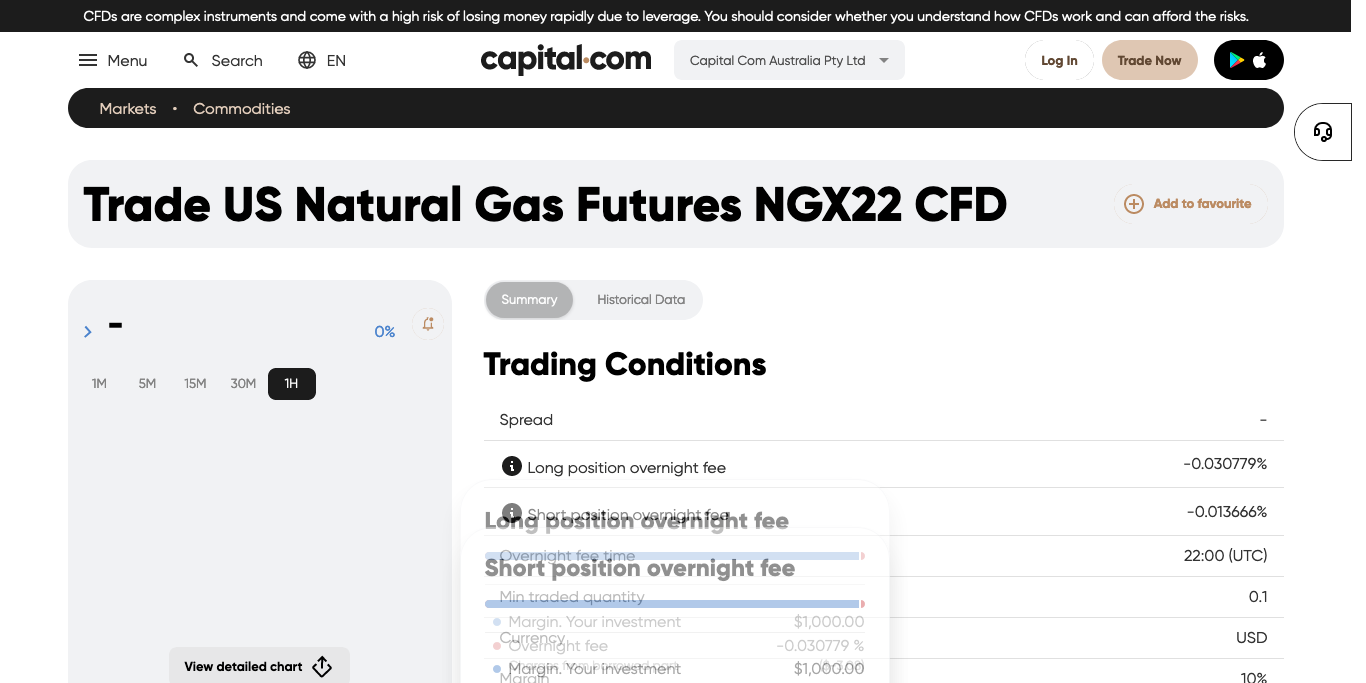 CFDs are complex instruments and come with a high risk of losing money rapidly due to leverage. You should consider whether you understand how CFDs work and can afford the risks.
Menu Search EN capital.com Capital Com Australia Pty Ltd Log In Trade Now
Markets • Commodities
Trade US Natural Gas Futures NGX22 CFD Add to favourite
Summary Historical Data
- 0%
1M 5M 15M 30M 1H
Trading Conditions
Spread -
Long position overnight fee -0.030779%
Short position overnight fee -0.013666%
Long position overnight fee
Overnight fee time 22:00 (UTC)
Short position overnight fee
Min traded quantity 0.1
Margin. Your investment $1,000.00
Currency USD
Overnight fee -0.030779 %
Margin. Your investment $1,000.00
Margin 10%
View detailed chart